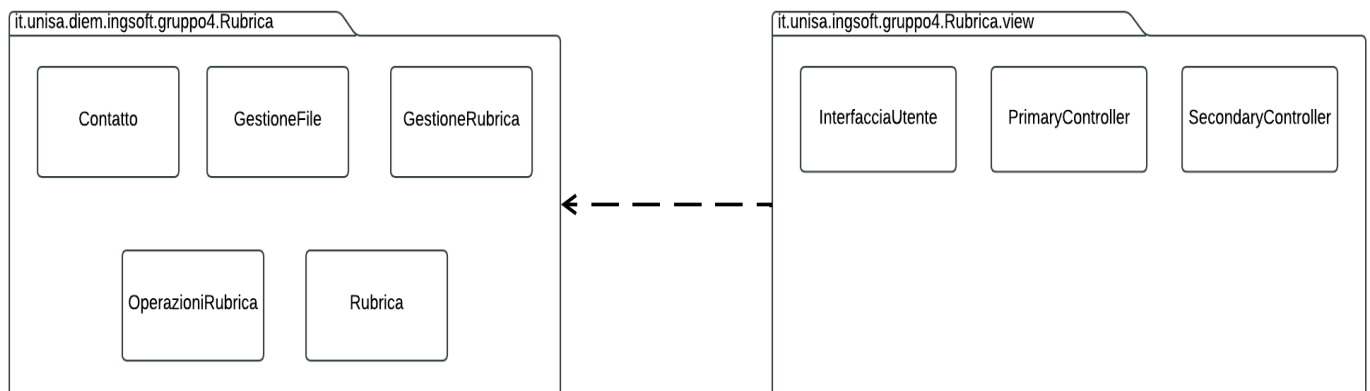 it.unisa.diem.ingsoft.gruppo4.Rubrica
Contatto
GestioneFile
GestioneRubrica
OperazioniRubrica
Rubrica
it.unisa.ingsoft.gruppo4.Rubrica.view
InterfacciaUtente
PrimaryController
SecondaryController